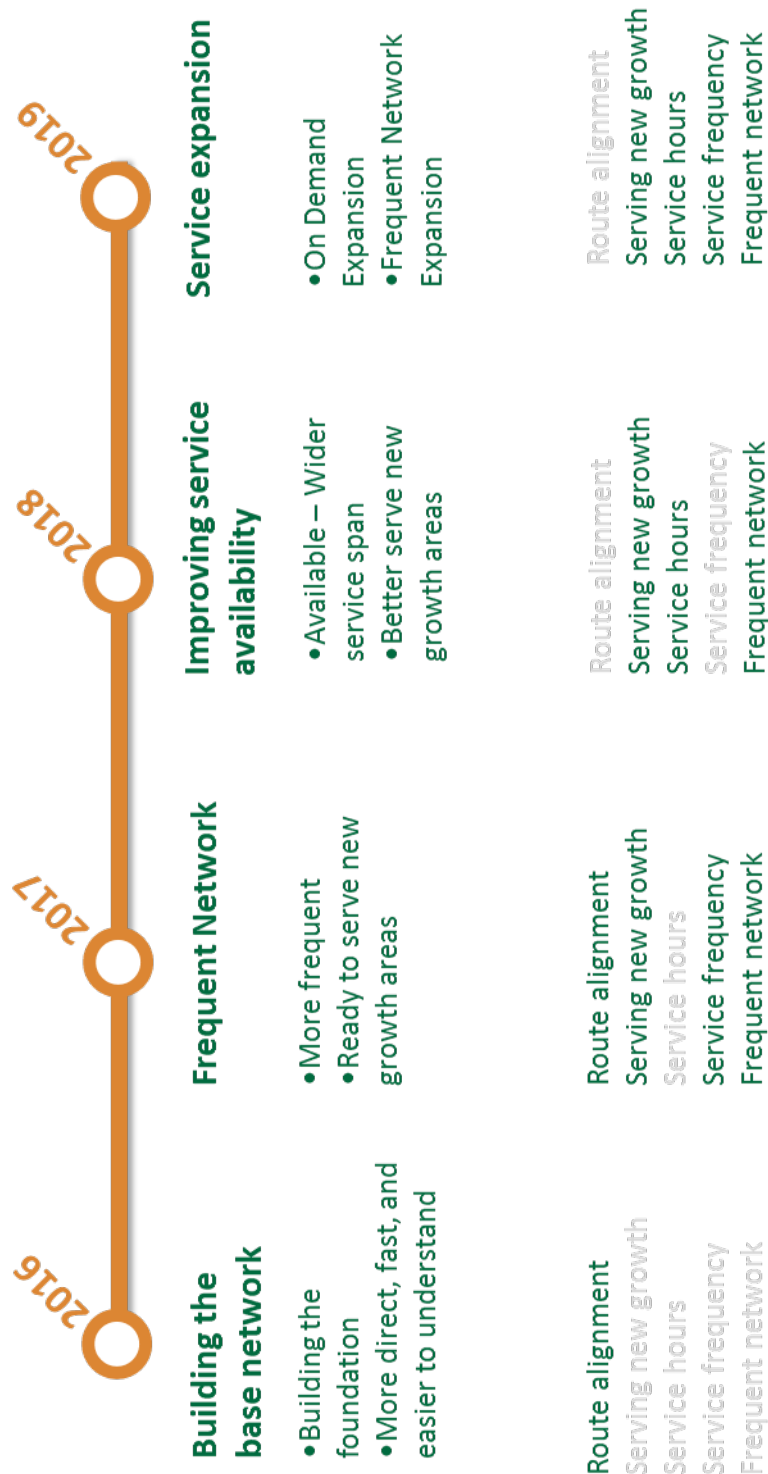 2016
Building the
base network
•Building the
foundation
•More direct, fast, and
easier to understand
Route alignment
Serving new growth
Service hours
Service frequency
Frequent network
2017
Frequent Network
•More frequent
•Ready to serve new
growth areas
Route alignment
Serving new growth
Service hours
Service frequency
Frequent network
2018
Improving service
availability
•Available – Wider
service span
•Better serve new
growth areas
Route alignment
Serving new growth
Service hours
Service frequency
Frequent network
2019
Service expansion
•On Demand
Expansion
•Frequent Network
Expansion
Route alignment
Serving new growth
Service hours
Service frequency
Frequent network